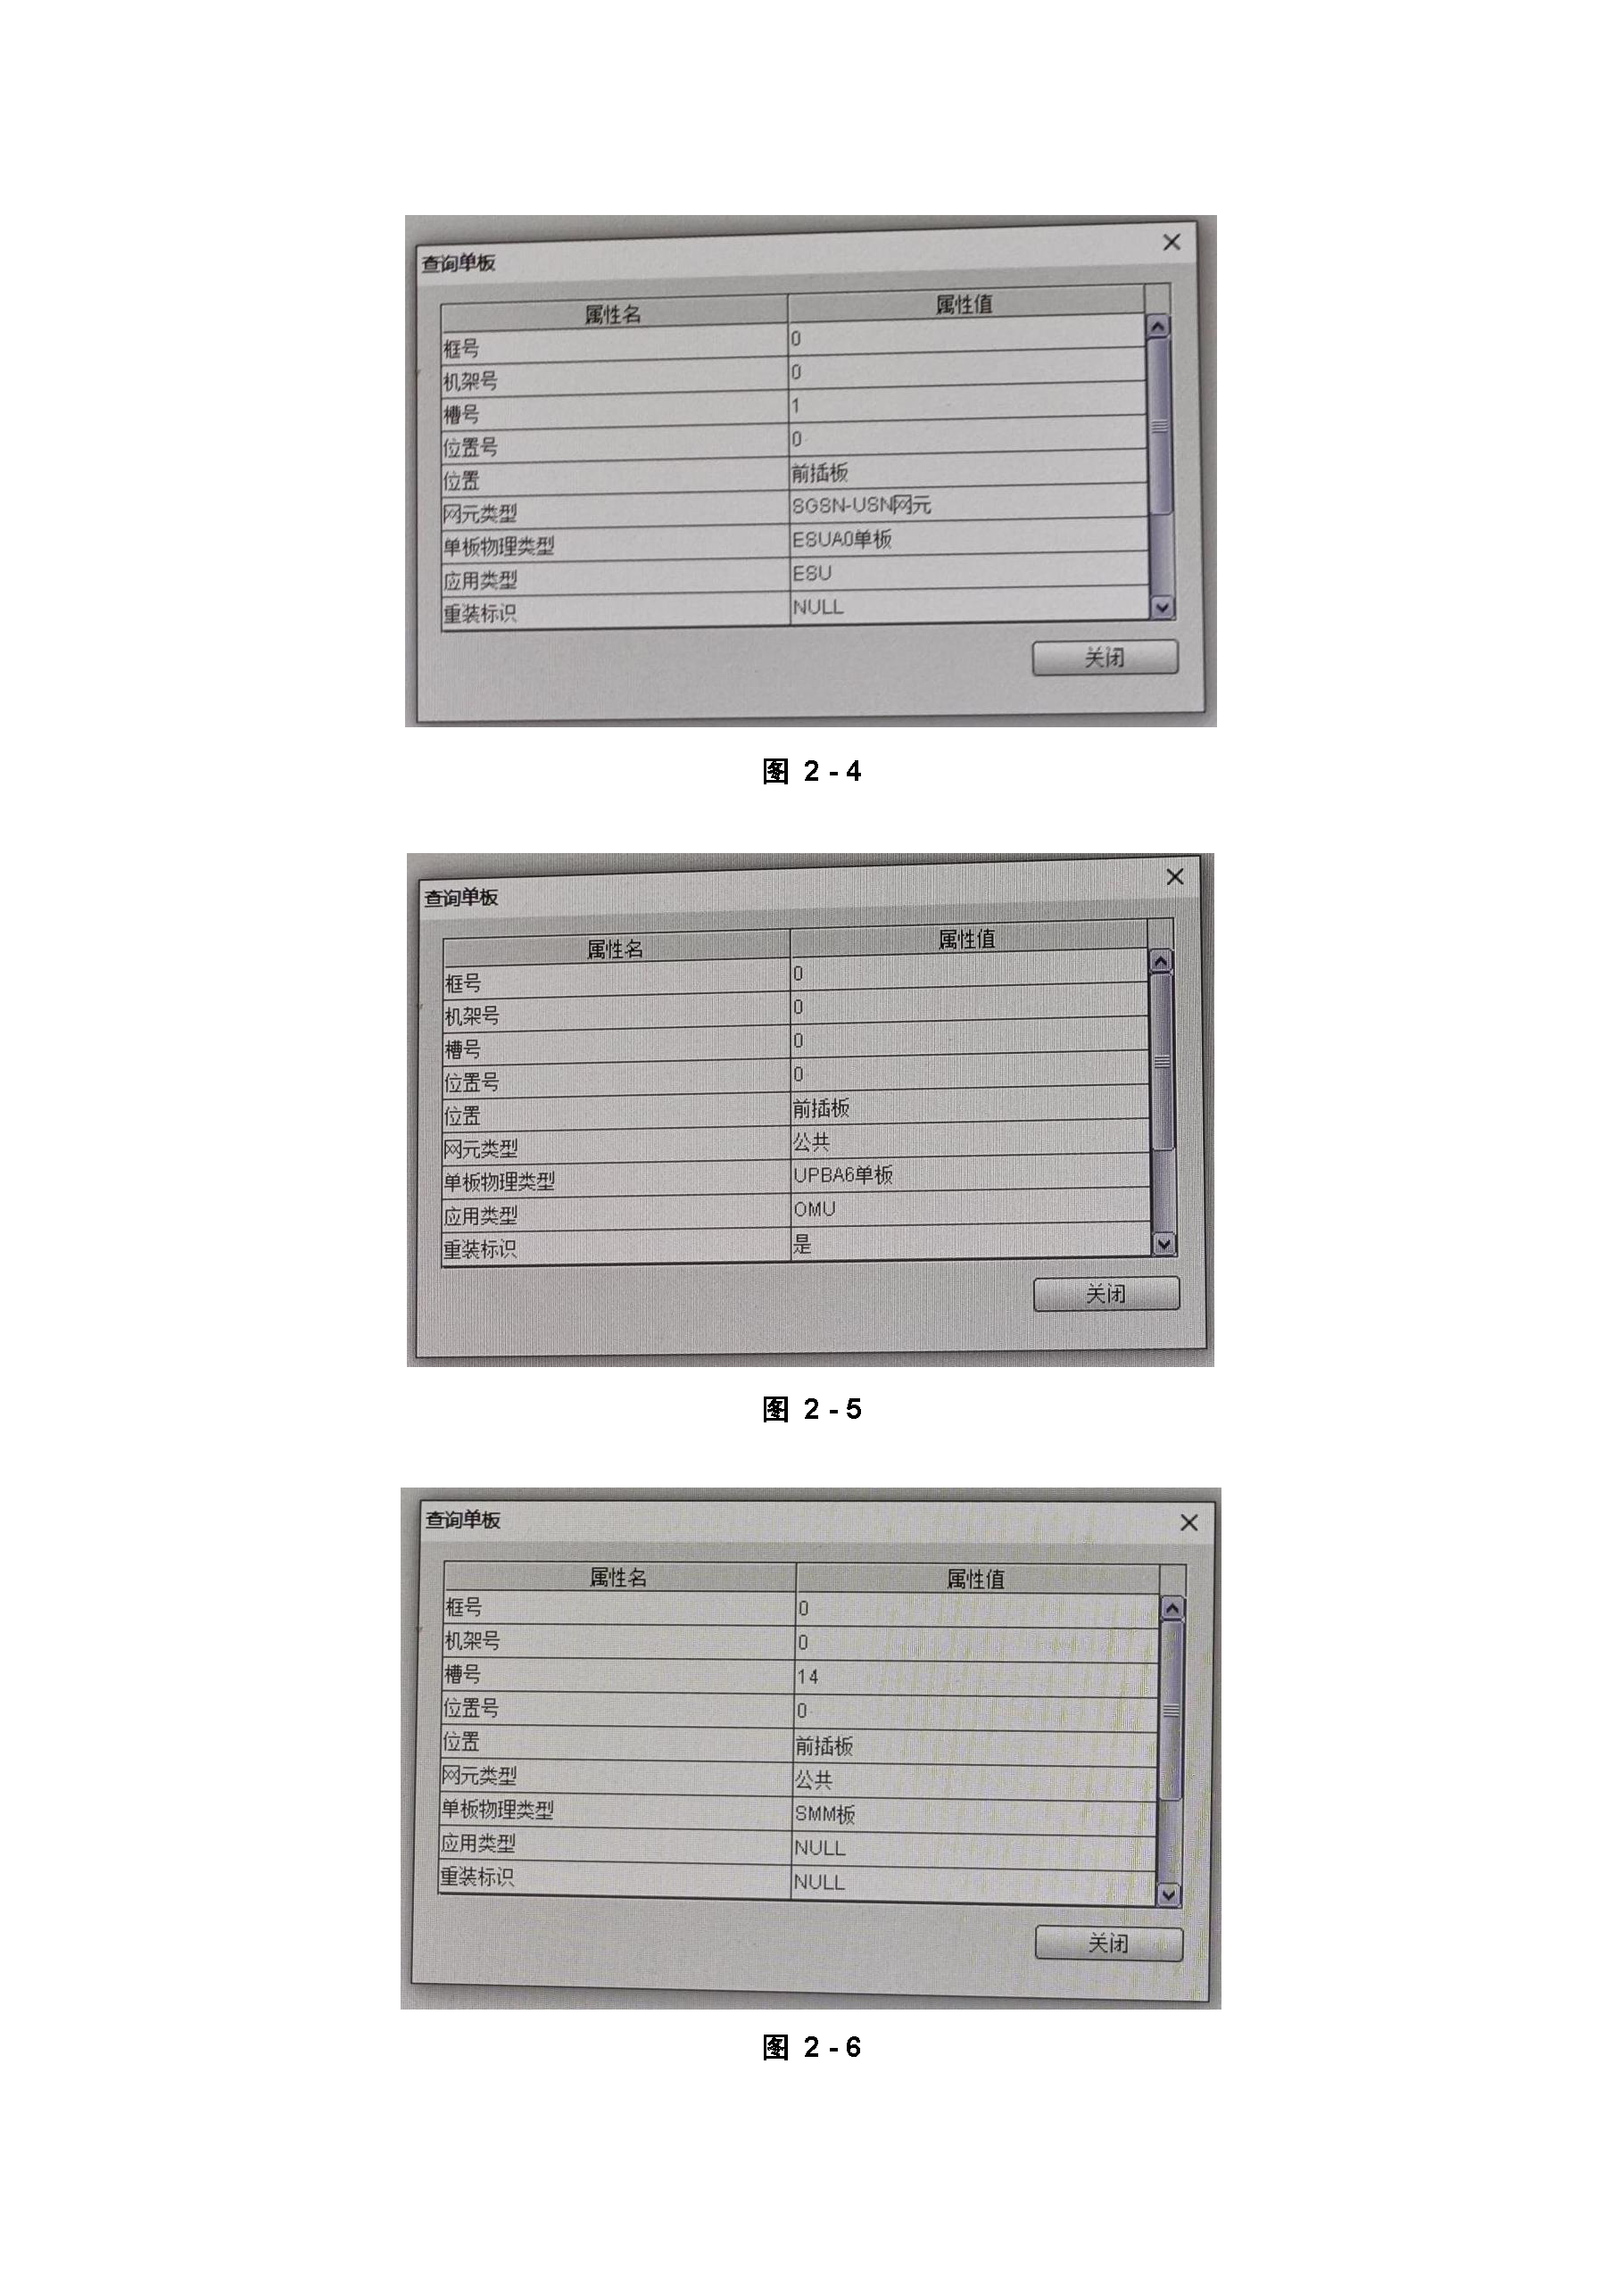 查询单板
属性名 属性值
框号 0
机架号 0
槽号 1
位置号 0
位置 前插板
网元类型 SGSN-USN网元
单板物理类型 ESUA0单板
应用类型 ESU
重装标识 NULL
关闭
图 2-4
查询单板
属性名 属性值
框号 0
机架号 0
槽号 0
位置号 0
位置 前插板
网元类型 公共
单板物理类型 UPBA6单板
应用类型 OMU
重装标识 是
关闭
图 2-5
查询单板
属性名 属性值
框号 0
机架号 0
槽号 14
位置号 0
位置 前插板
网元类型 公共
单板物理类型 SMM板
应用类型 NULL
重装标识 NULL
关闭
图 2-6